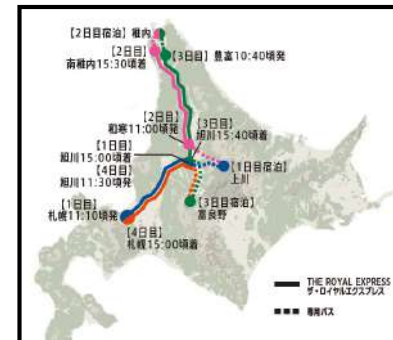 【2日目宿泊】稚内
【2日目】
南稚内15:30頃着
【3日目】豊富10:40頃発
【2日目】
和寒11:00頃発
【3日目】
旭川15:40頃着
【1日目】
旭川15:00頃着
【4日目】
旭川11:30頃発
【1日目宿泊】
上川
【1日目】
札幌11:10頃発
【3日目宿泊】
富良野
【4日目】
札幌15:00頃着
THE ROYAL EXPRESS
ザ・ロイヤルエクスプレス
専用バス